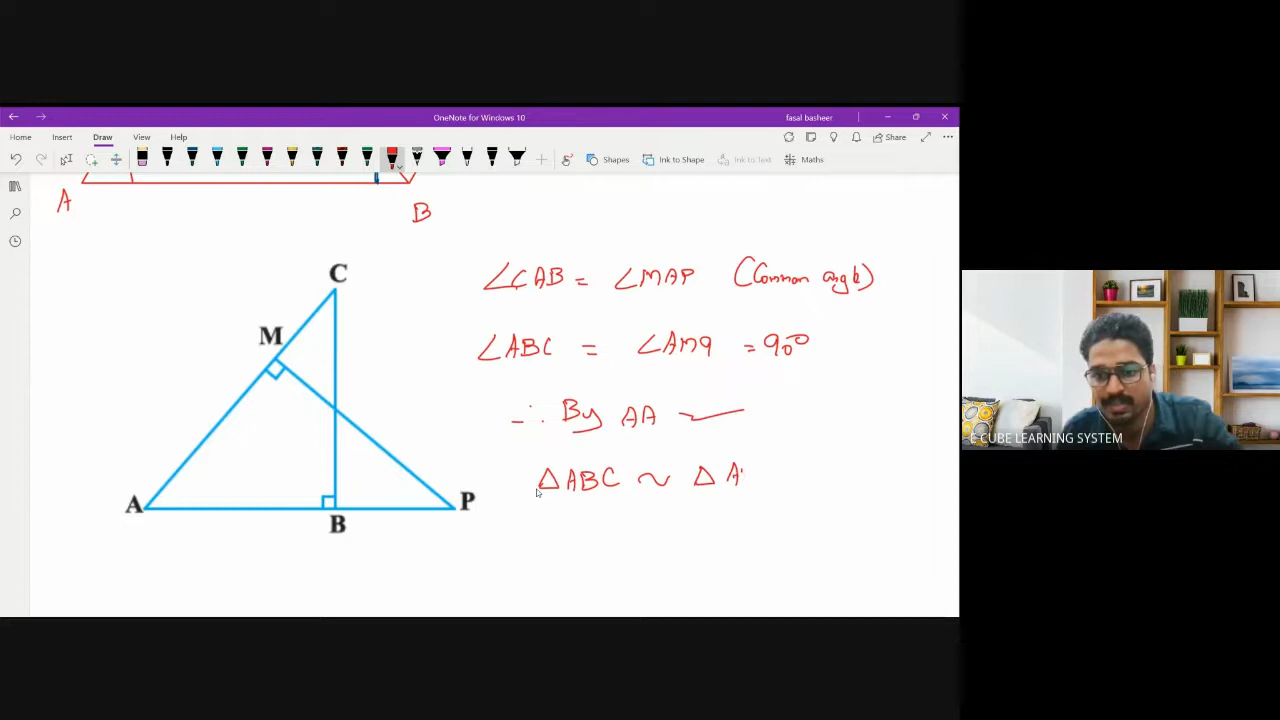 OneNote for Windows 10
fasal basheer
Home Insert Draw View Help
Share
Shapes
Ink to Shape
Ink to Text
Maths
A
B
C
M
A
B
P
∠CAB = ∠MAP (Common angle)
∠ABC = ∠AMP = 90°
∴ By AA
△ABC ~ △A
C CUBE LEARNING SYSTEM